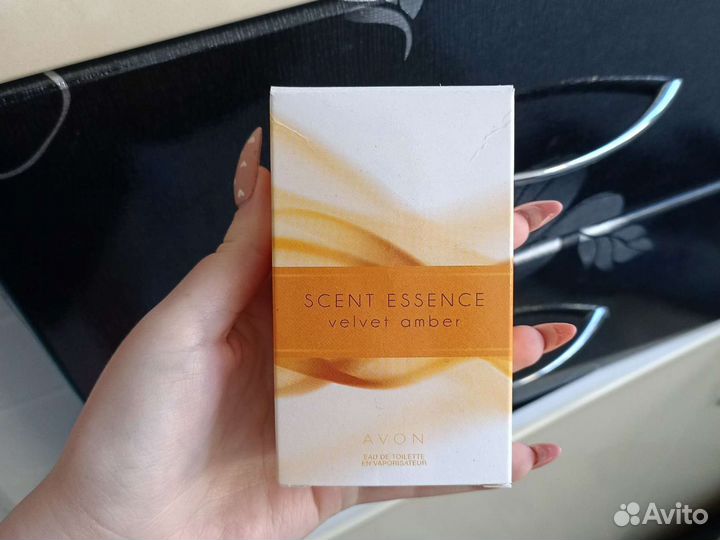 SCENT ESSENCE
velvet amber
AVON
EAU DE TOILETTE
EN VAPORISATEUR
Avito